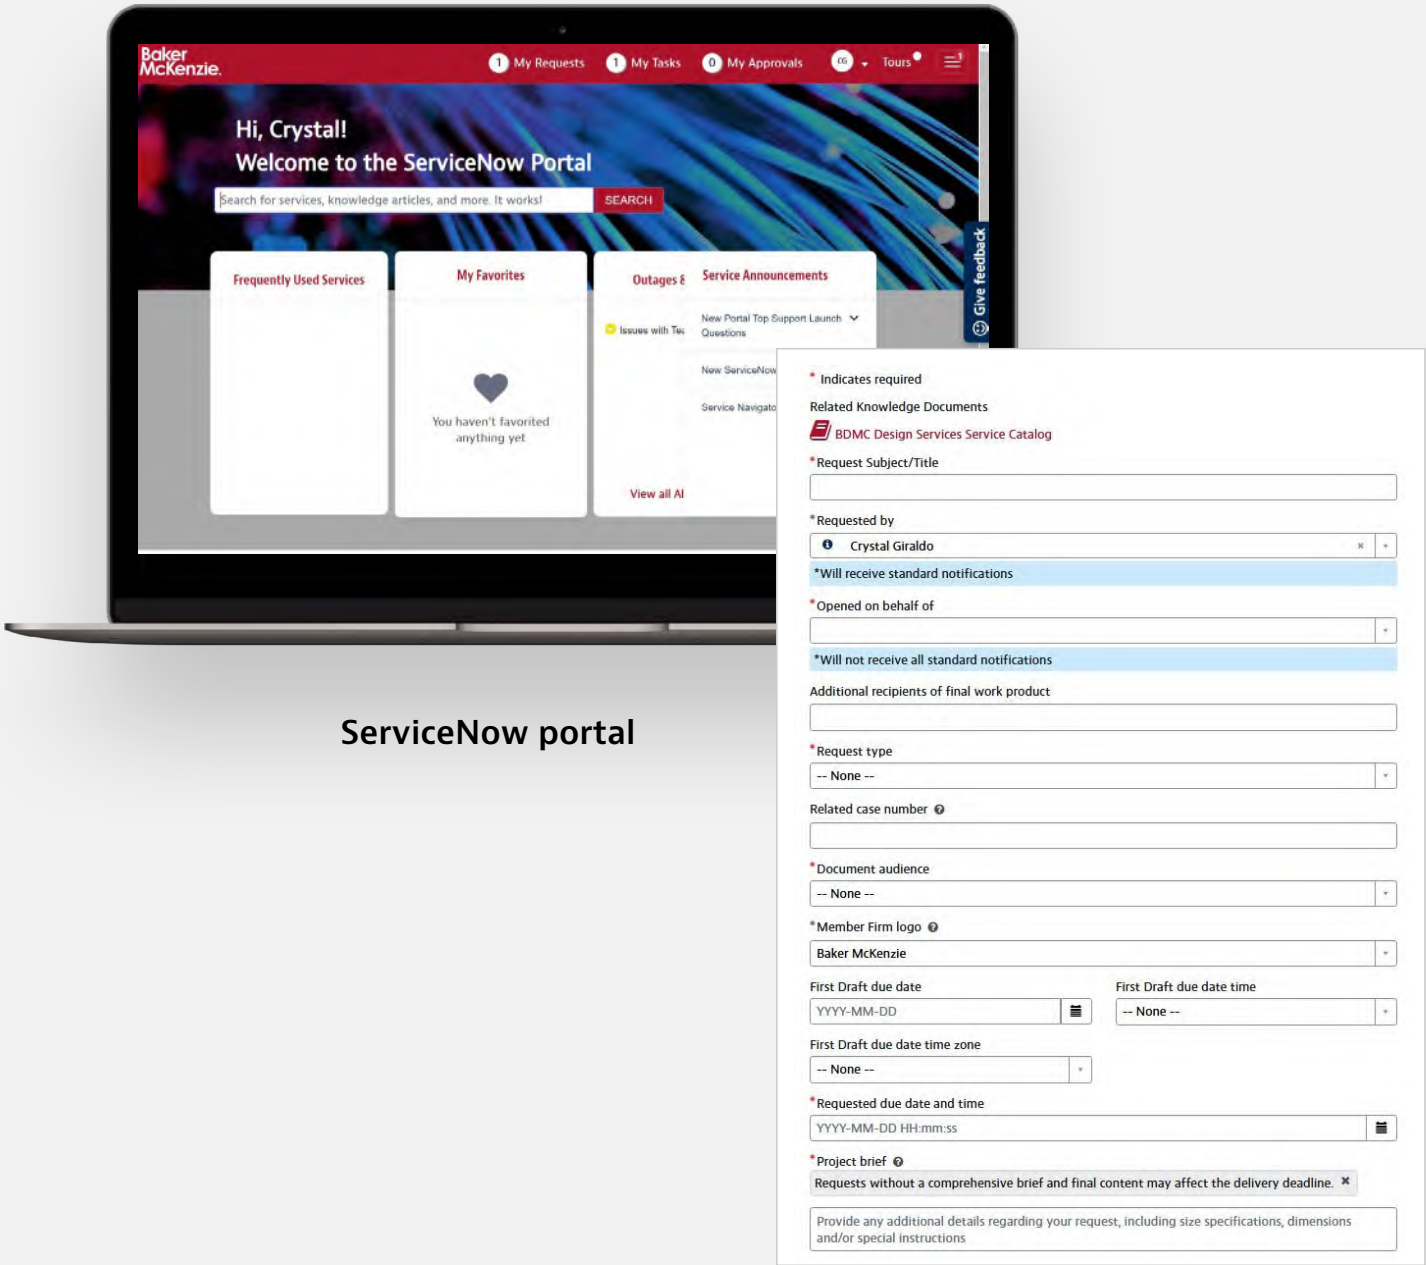 Baker
McKenzie.
1 My Requests 1 My Tasks 0 My Approvals CG Tours 1
Hi, Crystal!
Welcome to the ServiceNow Portal
Search for services, knowledge articles, and more. It works!
SEARCH
Give feedback
Frequently Used Services
My Favorites
You haven't favorited
anything yet
Outages &
Issues with Tea
View all Al
Service Announcements
New Portal Top Support Launch
Questions
New ServiceNow
Service Navigato
ServiceNow portal
* Indicates required
Related Knowledge Documents
BDMC Design Services Service Catalog
*Request Subject/Title
*Requested by
Crystal Giraldo
*Will receive standard notifications
*Opened on behalf of
*Will not receive all standard notifications
Additional recipients of final work product
*Request type
-- None --
Related case number
*Document audience
-- None --
*Member Firm logo
Baker McKenzie
First Draft due date First Draft due date time
YYYY-MM-DD -- None --
First Draft due date time zone
-- None --
*Requested due date and time
YYYY-MM-DD HH:mm:ss
*Project brief
Requests without a comprehensive brief and final content may affect the delivery deadline.
Provide any additional details regarding your request, including size specifications, dimensions
and/or special instructions